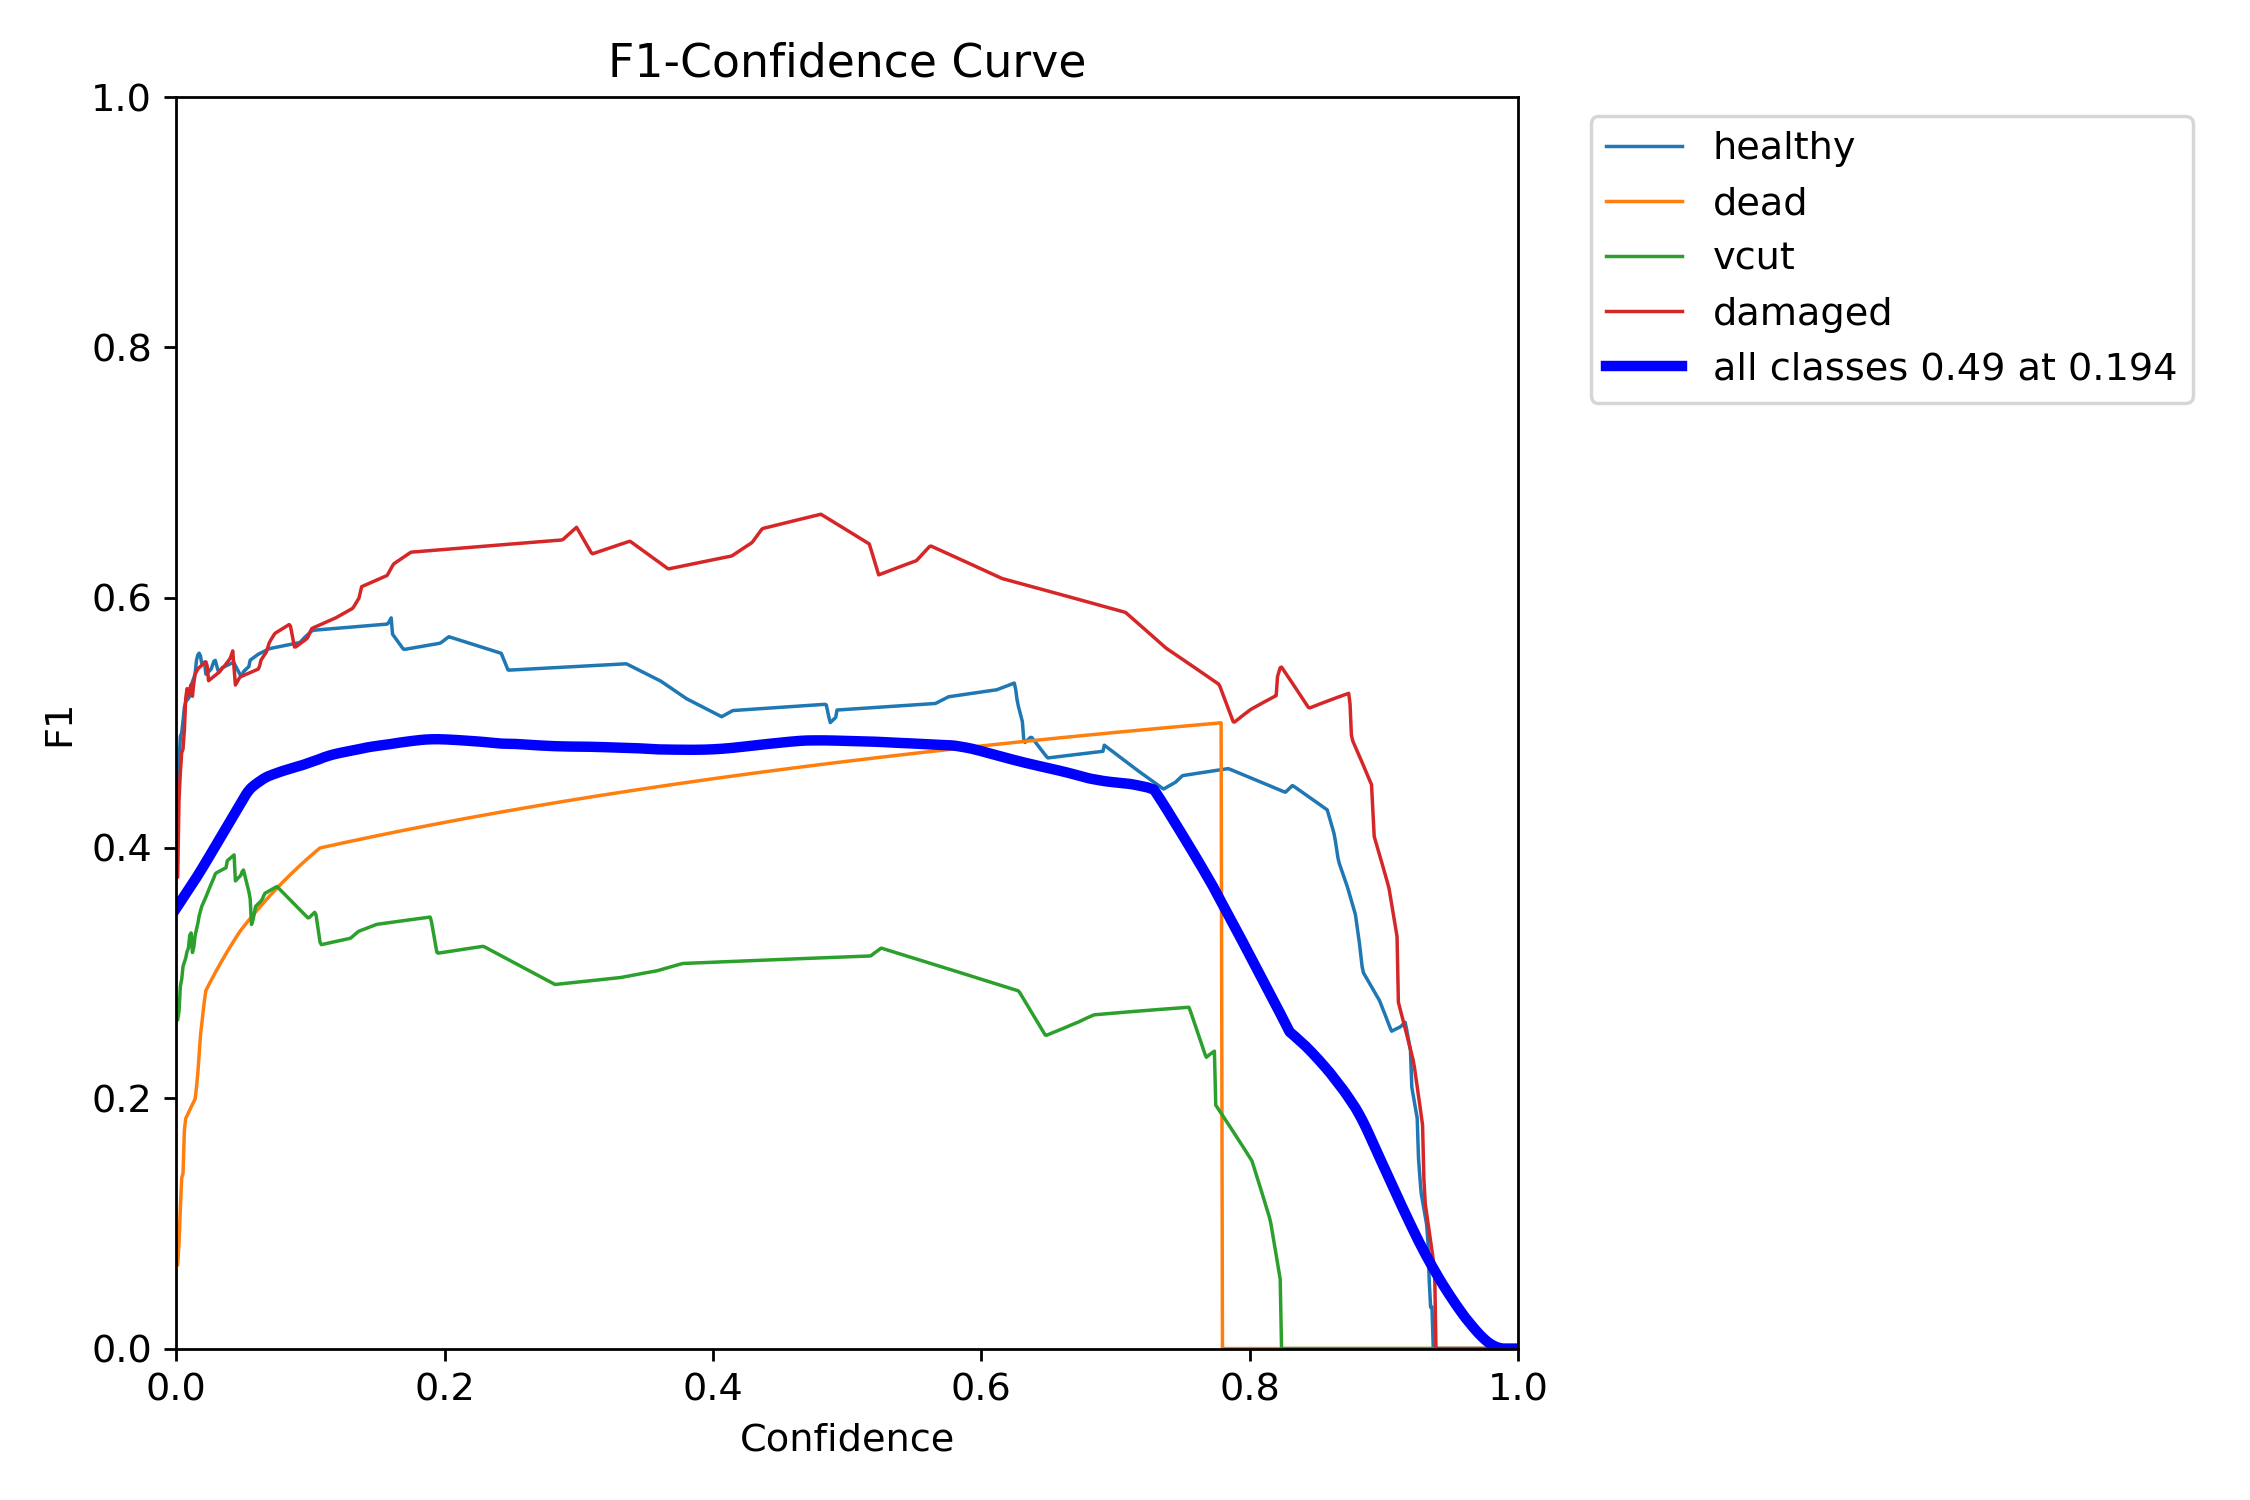 F1-Confidence Curve
1.0
0.8
0.6
0.4
0.2
0.0
F1
0.0 0.2 0.4 0.6 0.8 1.0
Confidence
healthy
dead
vcut
damaged
all classes 0.49 at 0.194